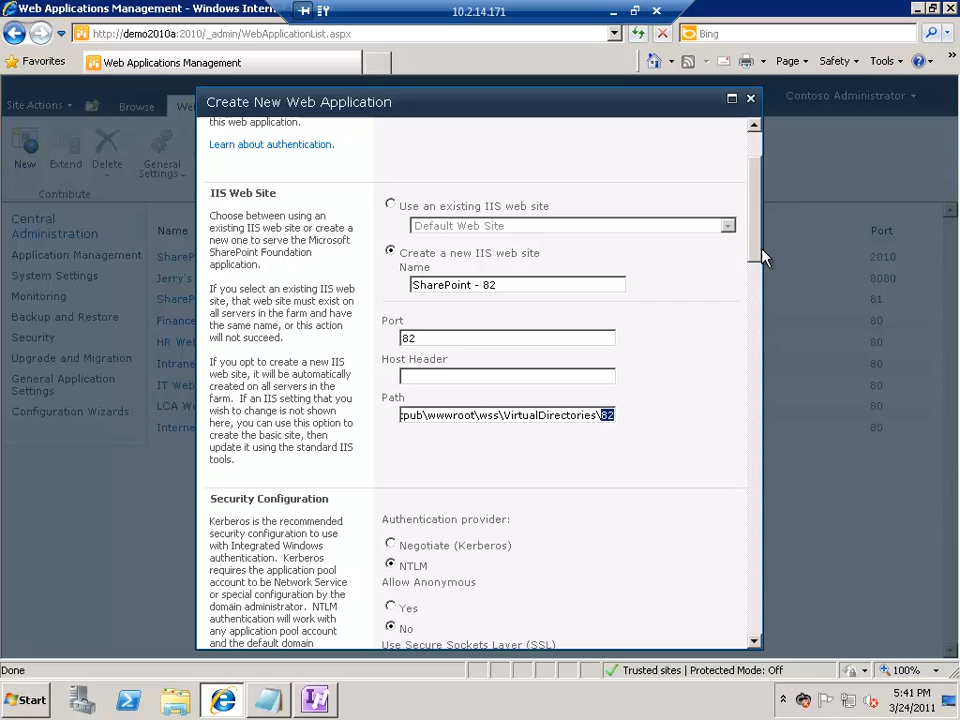 Web Applications Management - Windows Intern
10.2.14.171
http://demo2010a:2010/_admin/WebApplicationList.aspx
Bing
Favorites
Web Applications Management
Page
Safety
Tools
Site Actions
Browse
We
Contoso Administrator
New
Extend
Delete
General
Settings
Contribute
Central
Administration
Application Management
System Settings
Monitoring
Backup and Restore
Security
Upgrade and Migration
General Application
Settings
Configuration Wizards
Name
ShareP
Jerry's
ShareP
Finance
HR Web
Intrane
IT Web
LCA We
Interne
Port
2010
8080
81
80
80
80
80
80
80
Create New Web Application
this web application.
Learn about authentication.
IIS Web Site
Choose between using an
existing IIS web site or create a
new one to serve the Microsoft
SharePoint Foundation
application.
If you select an existing IIS web
site, that web site must exist on
all servers in the farm and have
the same name, or this action
will not succeed.
If you opt to create a new IIS
web site, it will be automatically
created on all servers in the
farm. If an IIS setting that you
wish to change is not shown
here, you can use this option to
create the basic site, then
update it using the standard IIS
tools.
Use an existing IIS web site
Default Web Site
Create a new IIS web site
Name
SharePoint - 82
Port
82
Host Header
Path
:pub\wwwroot\wss\VirtualDirectories\82
Security Configuration
Kerberos is the recommended
security configuration to use
with Integrated Windows
authentication. Kerberos
requires the application pool
account to be Network Service
or special configuration by the
domain administrator. NTLM
authentication will work with
any application pool account
and the default domain
Authentication provider:
Negotiate (Kerberos)
NTLM
Allow Anonymous
Yes
No
Use Secure Sockets Layer (SSL)
Done
Trusted sites | Protected Mode: Off
100%
Start
5:41 PM
3/24/2011